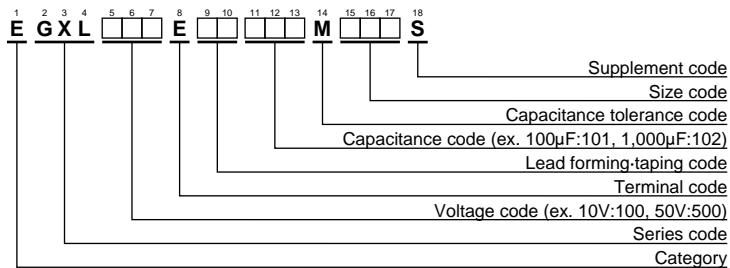 1 2 3 4 5 6 7 8 9 10 11 12 13 14 15 16 17 18
E GXL E M S
Supplement code
Size code
Capacitance tolerance code
Capacitance code (ex. 100μF:101, 1,000μF:102)
Lead forming·taping code
Terminal code
Voltage code (ex. 10V:100, 50V:500)
Series code
Category